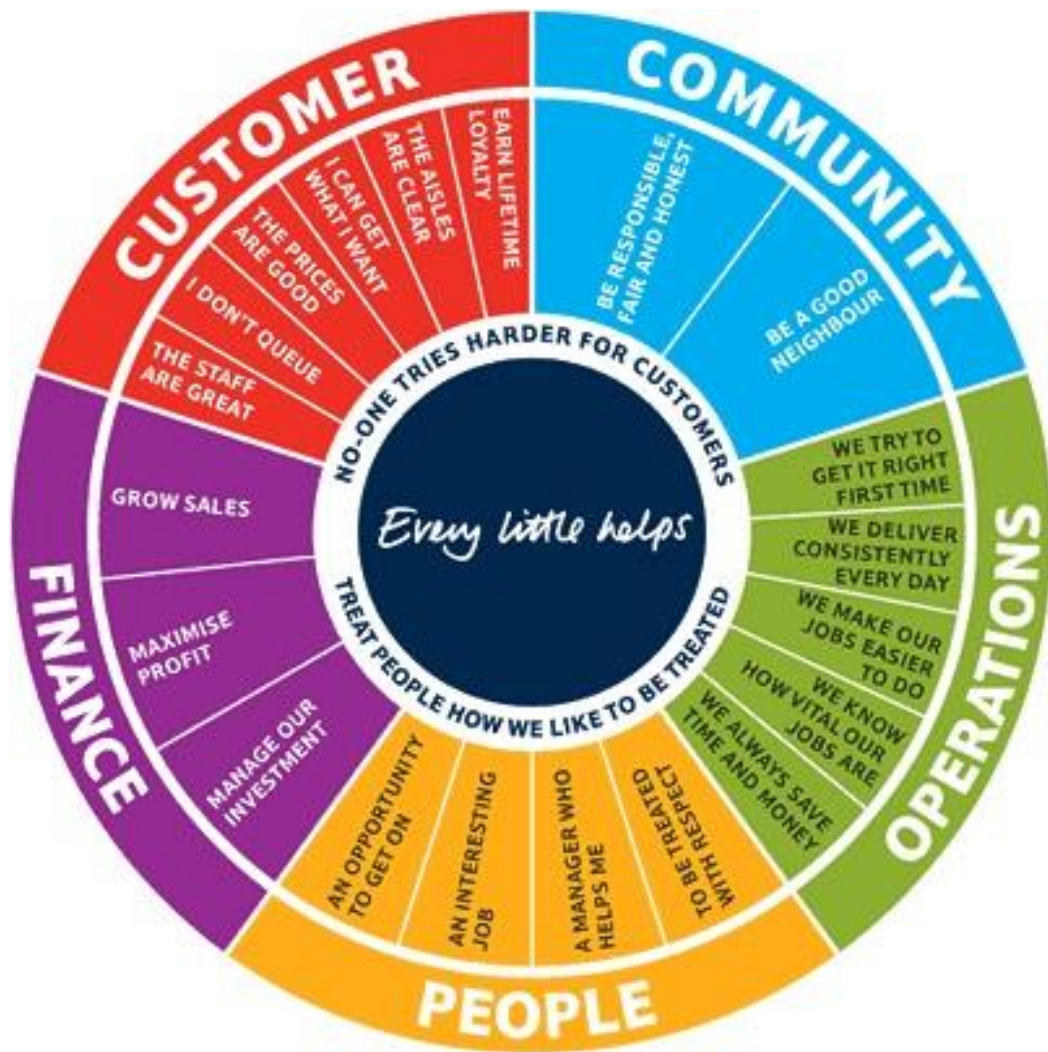 CUSTOMER
THE STAFF
ARE GREAT
I DON'T QUEUE
THE PRICES
ARE GOOD
I CAN GET
WHAT I WANT
THE AISLES
ARE CLEAR
EARN LIFETIME
LOYALTY
COMMUNITY
BE RESPONSIBLE,
FAIR AND HONEST
BE A GOOD
NEIGHBOUR
OPERATIONS
WE TRY TO
GET IT RIGHT
FIRST TIME
WE DELIVER
CONSISTENTLY
EVERY DAY
WE MAKE OUR
JOBS EASIER
TO DO
WE KNOW
HOW VITAL OUR
JOBS ARE
WE ALWAYS SAVE
TIME AND MONEY
PEOPLE
AN OPPORTUNITY
TO GET ON
AN INTERESTING
JOB
A MANAGER WHO
HELPS ME
TO BE TREATED
WITH RESPECT
FINANCE
GROW SALES
MAXIMISE
PROFIT
MANAGE OUR
INVESTMENT
NO-ONE TRIES HARDER FOR CUSTOMERS
Every little helps
TREAT PEOPLE HOW WE LIKE TO BE TREATED